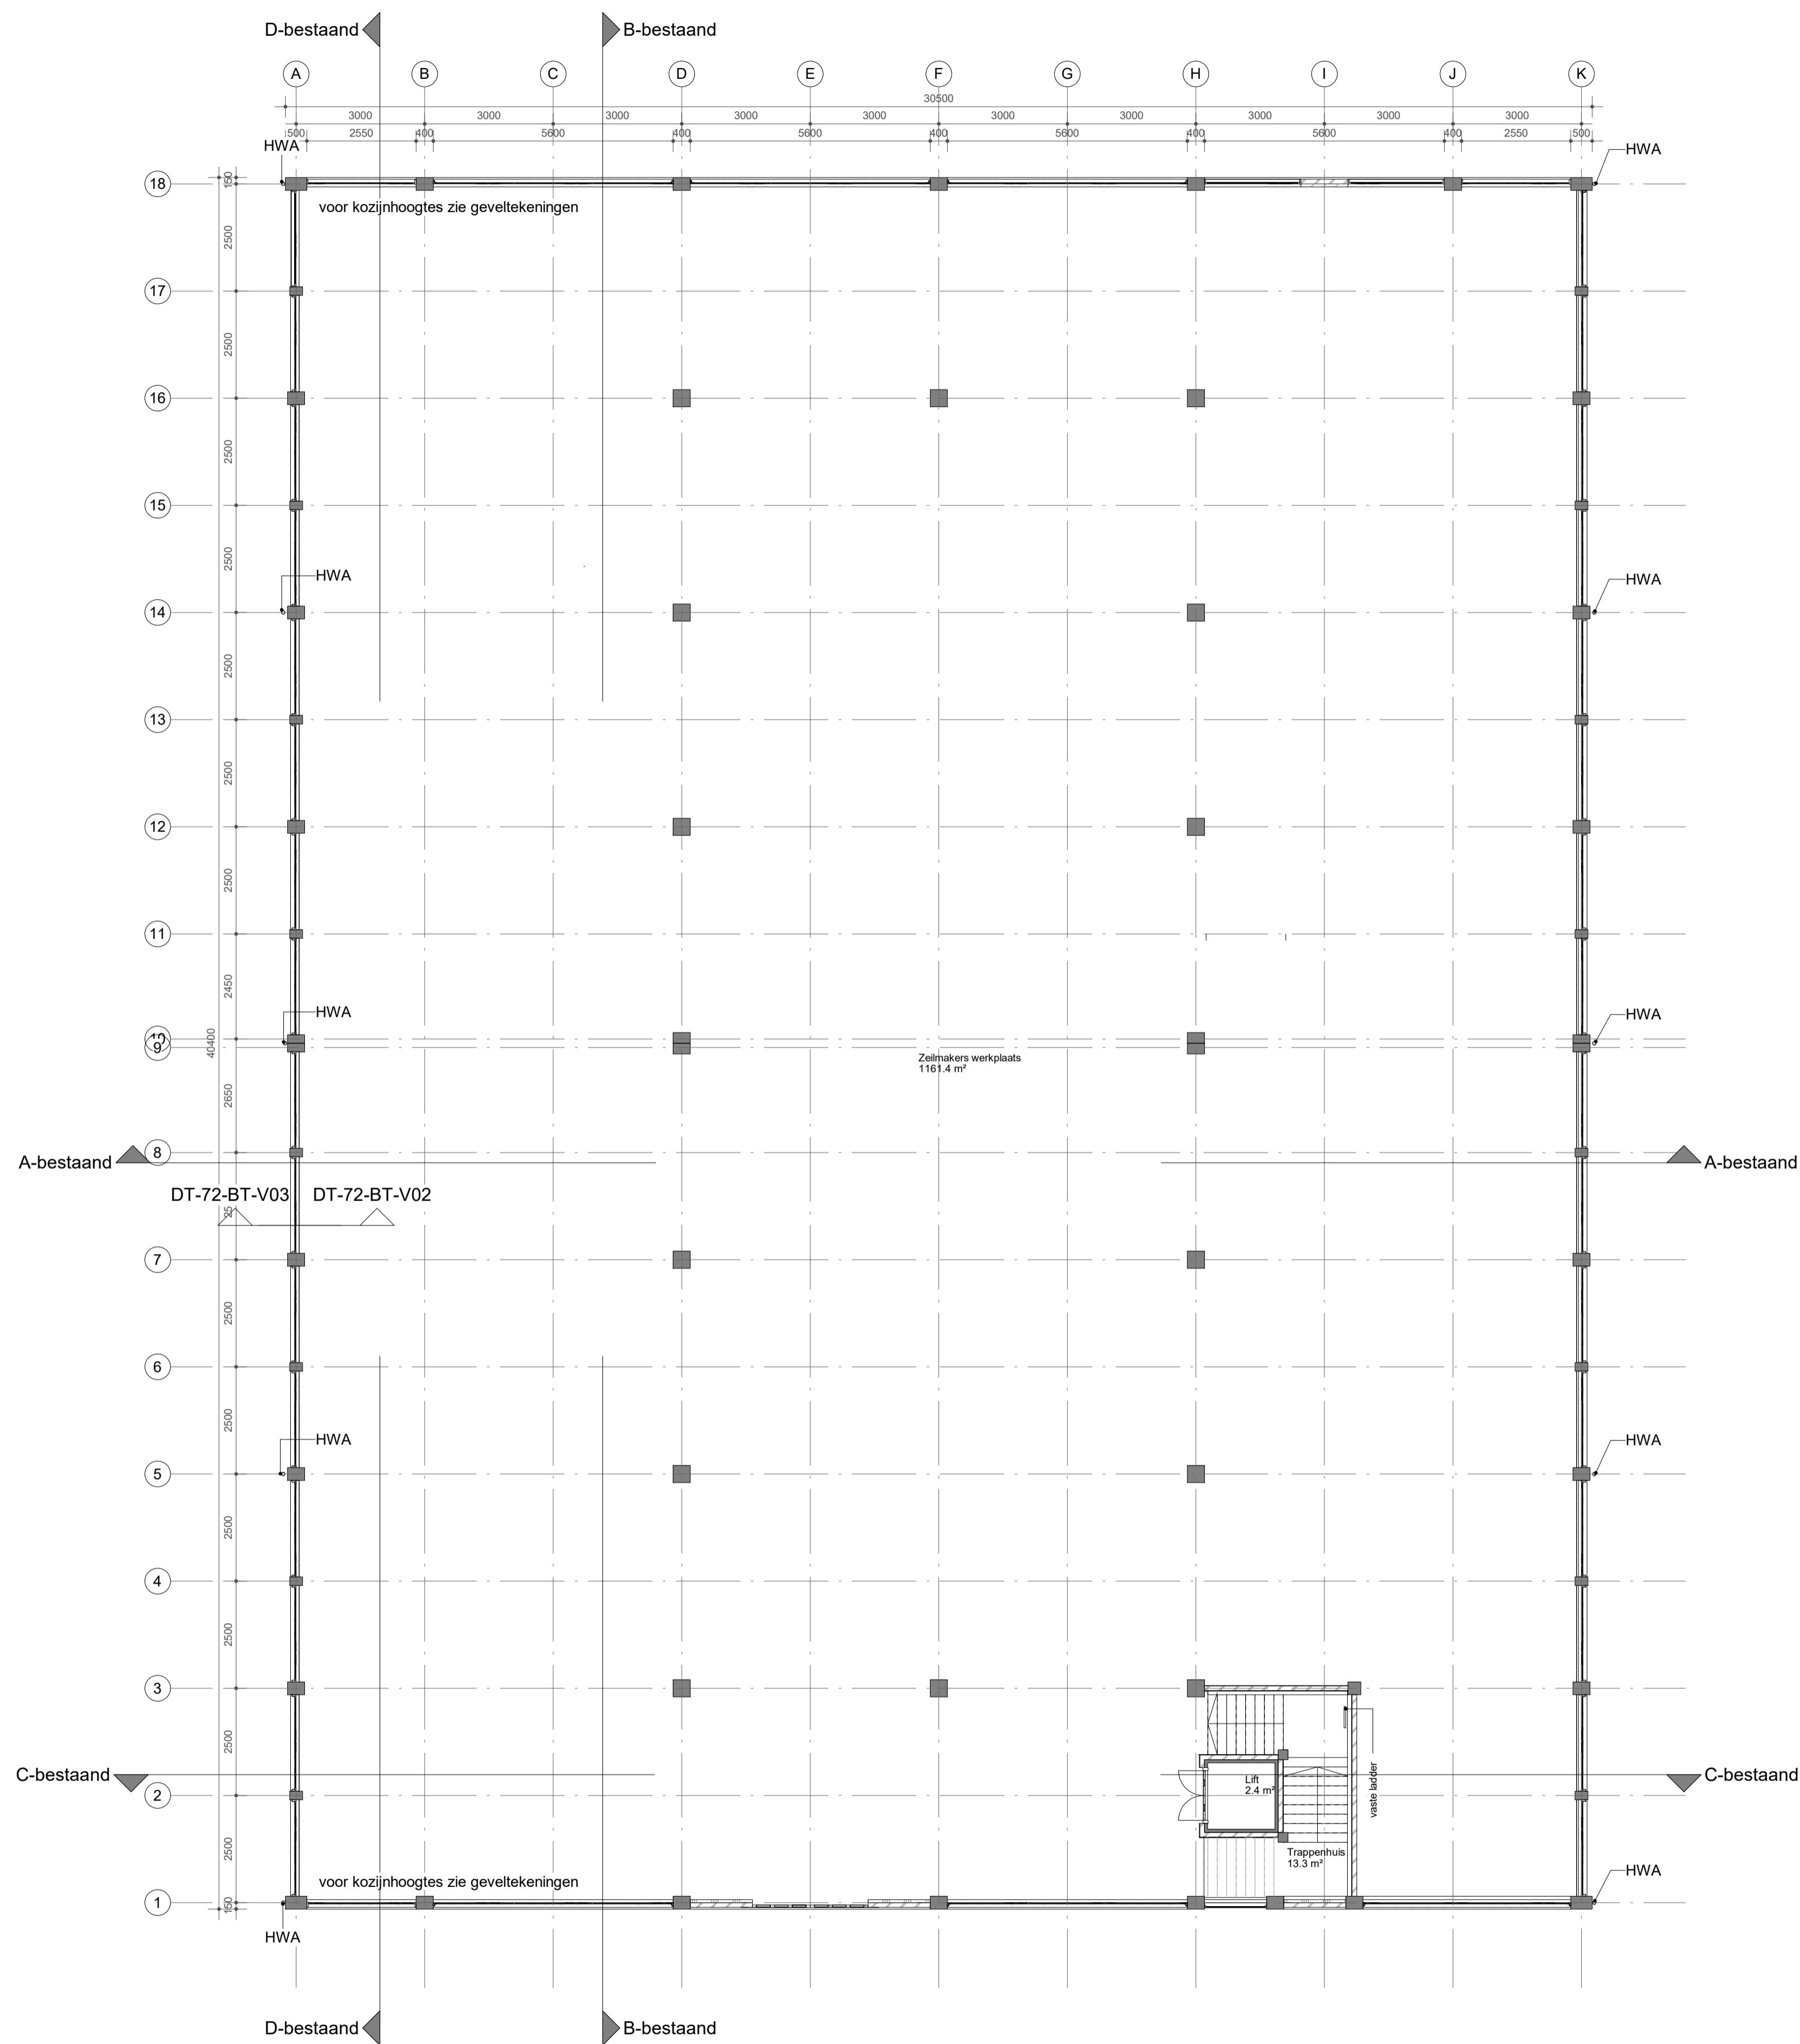 D-bestaand
B-bestaand
A B C D E F G H I J K
30500
3000 3000 3000 3000 3000 3000 3000 3000 3000 3000
500 2550 400 5600 400 5600 400 5600 400 5600 400 2550 500
HWA
HWA
18
150
voor kozijnhoogtes zie geveltekeningen
2500
17
2500
16
2500
15
2500
HWA
HWA
14
2500
13
2500
12
2500
11
2450
HWA
HWA
10
40400
9
Zeilmakers werkplaats
1161.4 m²
2650
8
A-bestaand
A-bestaand
DT-72-BT-V03
DT-72-BT-V02
7
2500
6
2500
HWA
HWA
5
2500
4
2500
3
2500
C-bestaand
C-bestaand
Lift
2.4 m²
vaste ladder
2
2500
Trappenhuis
13.3 m²
voor kozijnhoogtes zie geveltekeningen
HWA
1
150
HWA
D-bestaand
B-bestaand